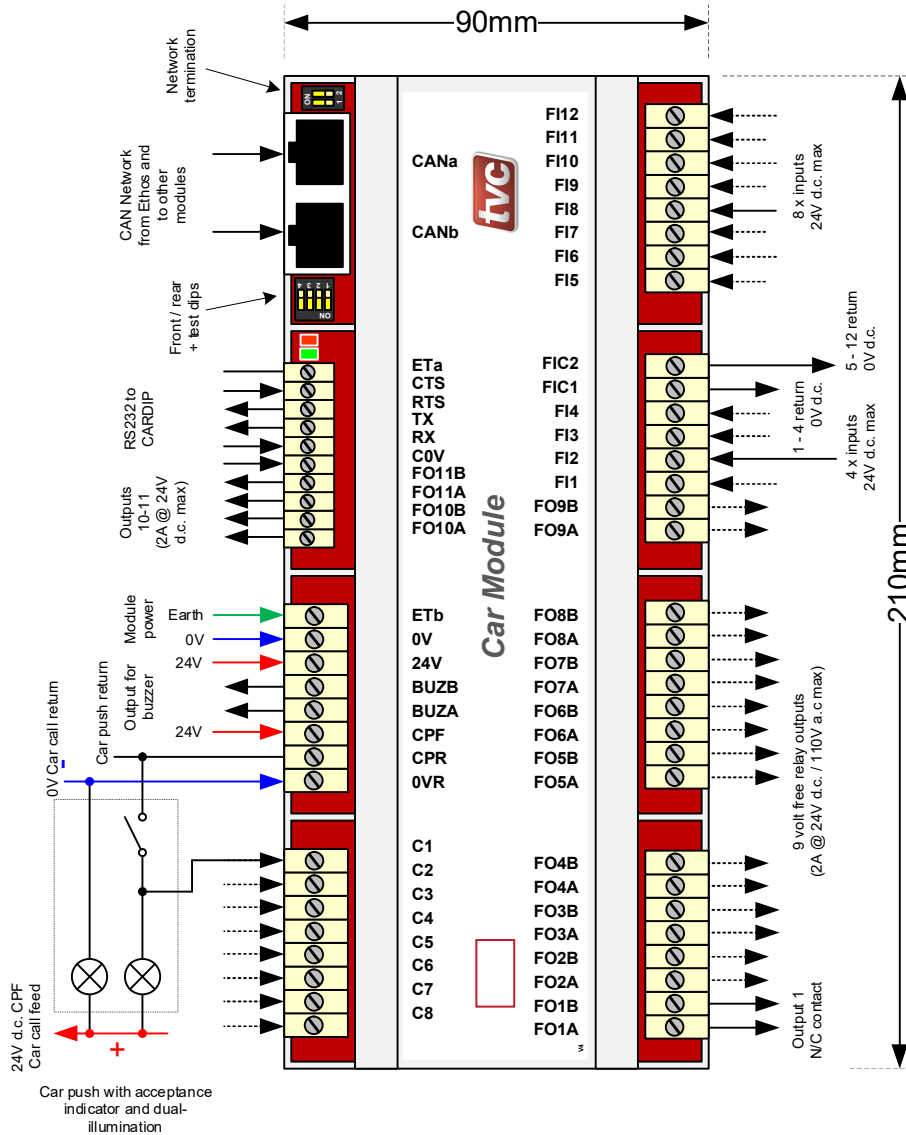 90mm
Network
termination
CAN Network
from Ethos and
to other
modules
Front / rear
+ test dips
RS232 to
CARDIP
Outputs
10-11
(2A @ 24V
d.c. max)
Module
power
Earth
0V
24V
Output for
buzzer
24V
Car push return
0V Car call return
-
24V d.c. CPF
Car call feed
+
Car push with acceptance
indicator and dual-
illumination
ON
1 2
1 2 3 4
ON
CANa
CANb
tvc
ETa
CTS
RTS
TX
RX
C0V
FO11B
FO11A
FO10B
FO10A
ETb
0V
24V
BUZB
BUZA
CPF
CPR
0VR
C1
C2
C3
C4
C5
C6
C7
C8
Car Module
FI12
FI11
FI10
FI9
FI8
FI7
FI6
FI5
FIC2
FIC1
FI4
FI3
FI2
FI1
FO9B
FO9A
FO8B
FO8A
FO7B
FO7A
FO6B
FO6A
FO5B
FO5A
FO4B
FO4A
FO3B
FO3A
FO2B
FO2A
FO1B
FO1A
8 x inputs
24V d.c. max
5 - 12 return
0V d.c.
1 - 4 return
0V d.c.
4 x inputs
24V d.c. max
9 volt free relay outputs
(2A @ 24V d.c. / 110V a.c max)
Output 1
N/C contact
210mm